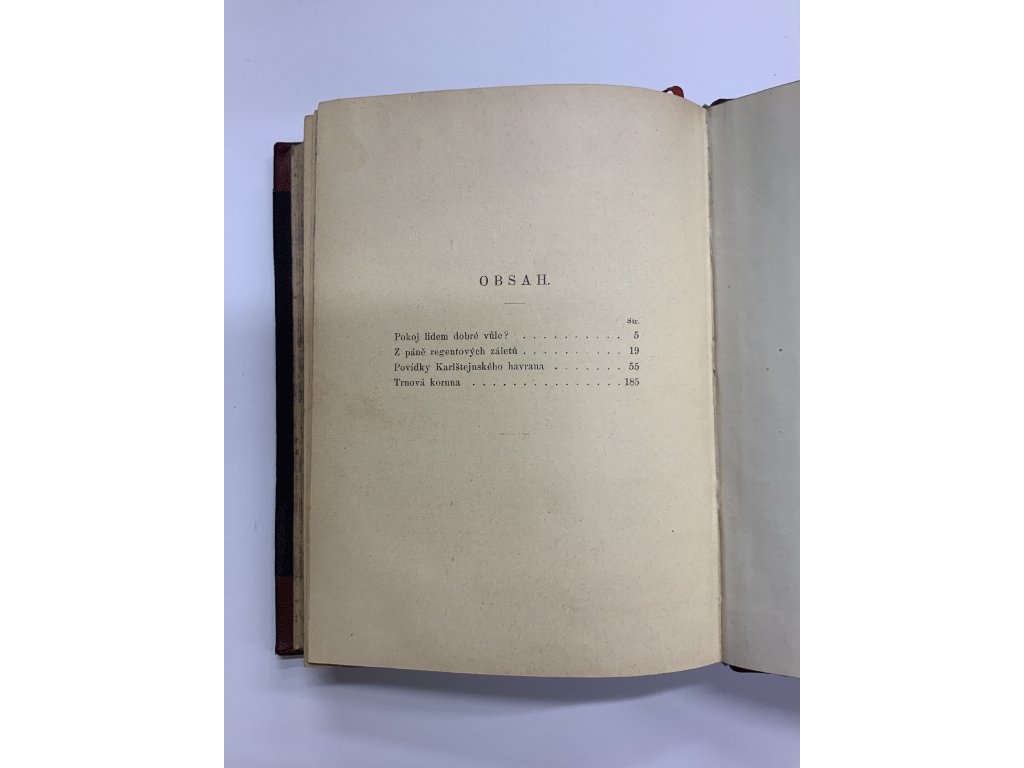 OBSAH.
Str.
Pokoj lidem dobré vůle? . . . . . . . . . . 5
Z páně regentových záletů . . . . . . . . . . 19
Povídky Karlštejnského havrana . . . . . . . 55
Trnová koruna . . . . . . . . . . . . . . . 185